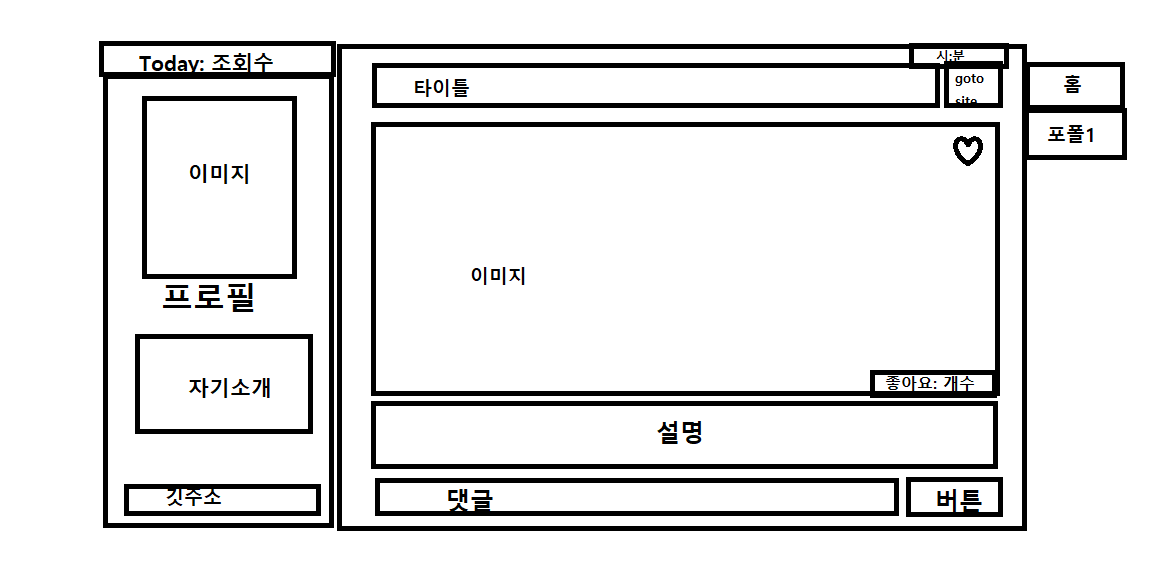 Today: 조회수
이미지
프로필
자기소개
깃주소
시:분
타이틀
goto
site
이미지
좋아요: 개수
설명
댓글
버튼
홈
포폴1